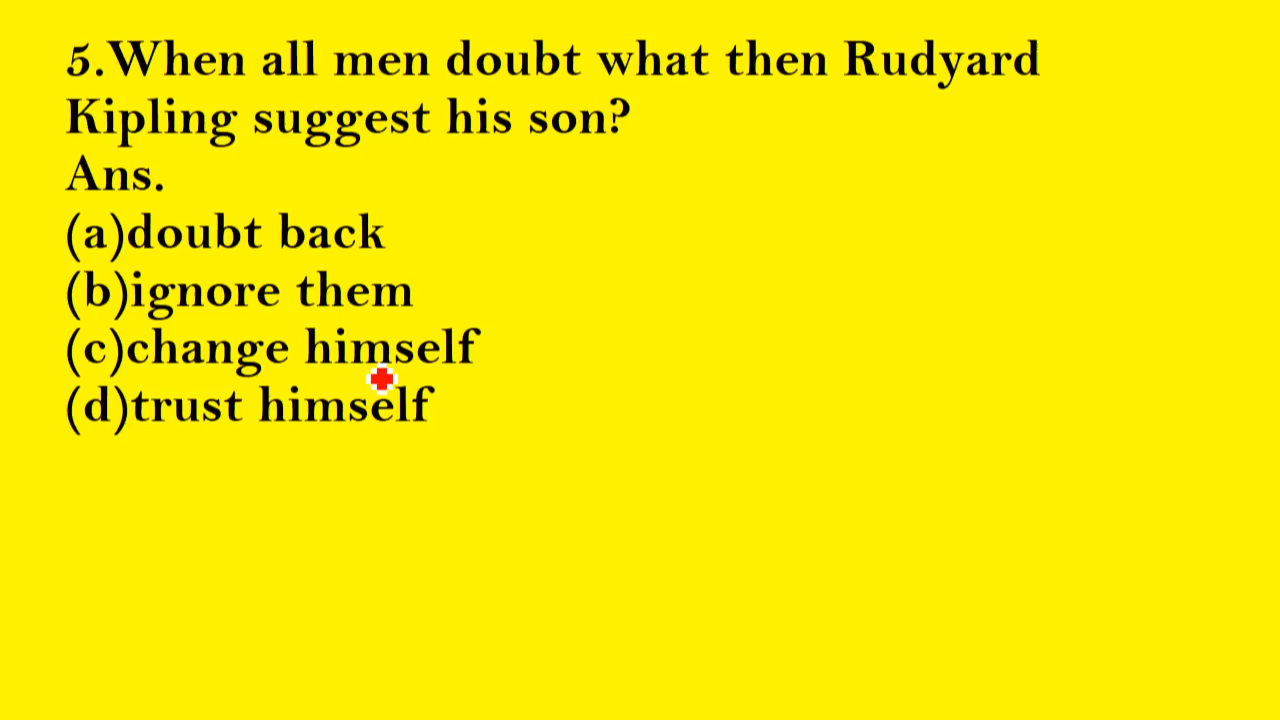 5.When all men doubt what then Rudyard
Kipling suggest his son?
Ans.
(a)doubt back
(b)ignore them
(c)change himself
(d)trust himself